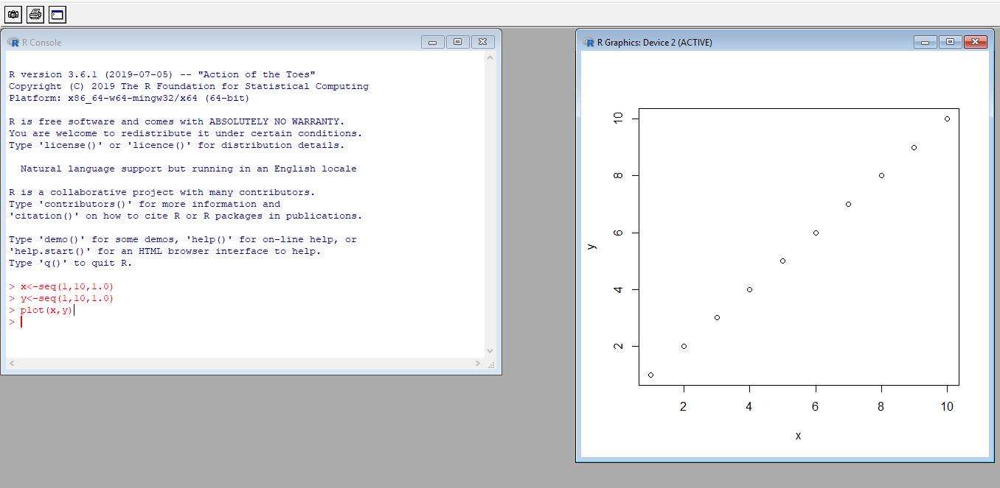 R Console
R version 3.6.1 (2019-07-05) -- "Action of the Toes"
Copyright (C) 2019 The R Foundation for Statistical Computing
Platform: x86_64-w64-mingw32/x64 (64-bit)
R is free software and comes with ABSOLUTELY NO WARRANTY.
You are welcome to redistribute it under certain conditions.
Type 'license()' or 'licence()' for distribution details.
Natural language support but running in an English locale
R is a collaborative project with many contributors.
Type 'contributors()' for more information and
'citation()' on how to cite R or R packages in publications.
Type 'demo()' for some demos, 'help()' for on-line help, or
'help.start()' for an HTML browser interface to help.
Type 'q()' to quit R.
> x<-seq(1,10,1.0)
> y<-seq(1,10,1.0)
> plot(x,y)
>
R Graphics: Device 2 (ACTIVE)
10
8
6
4
2
y
2 4 6 8 10
x